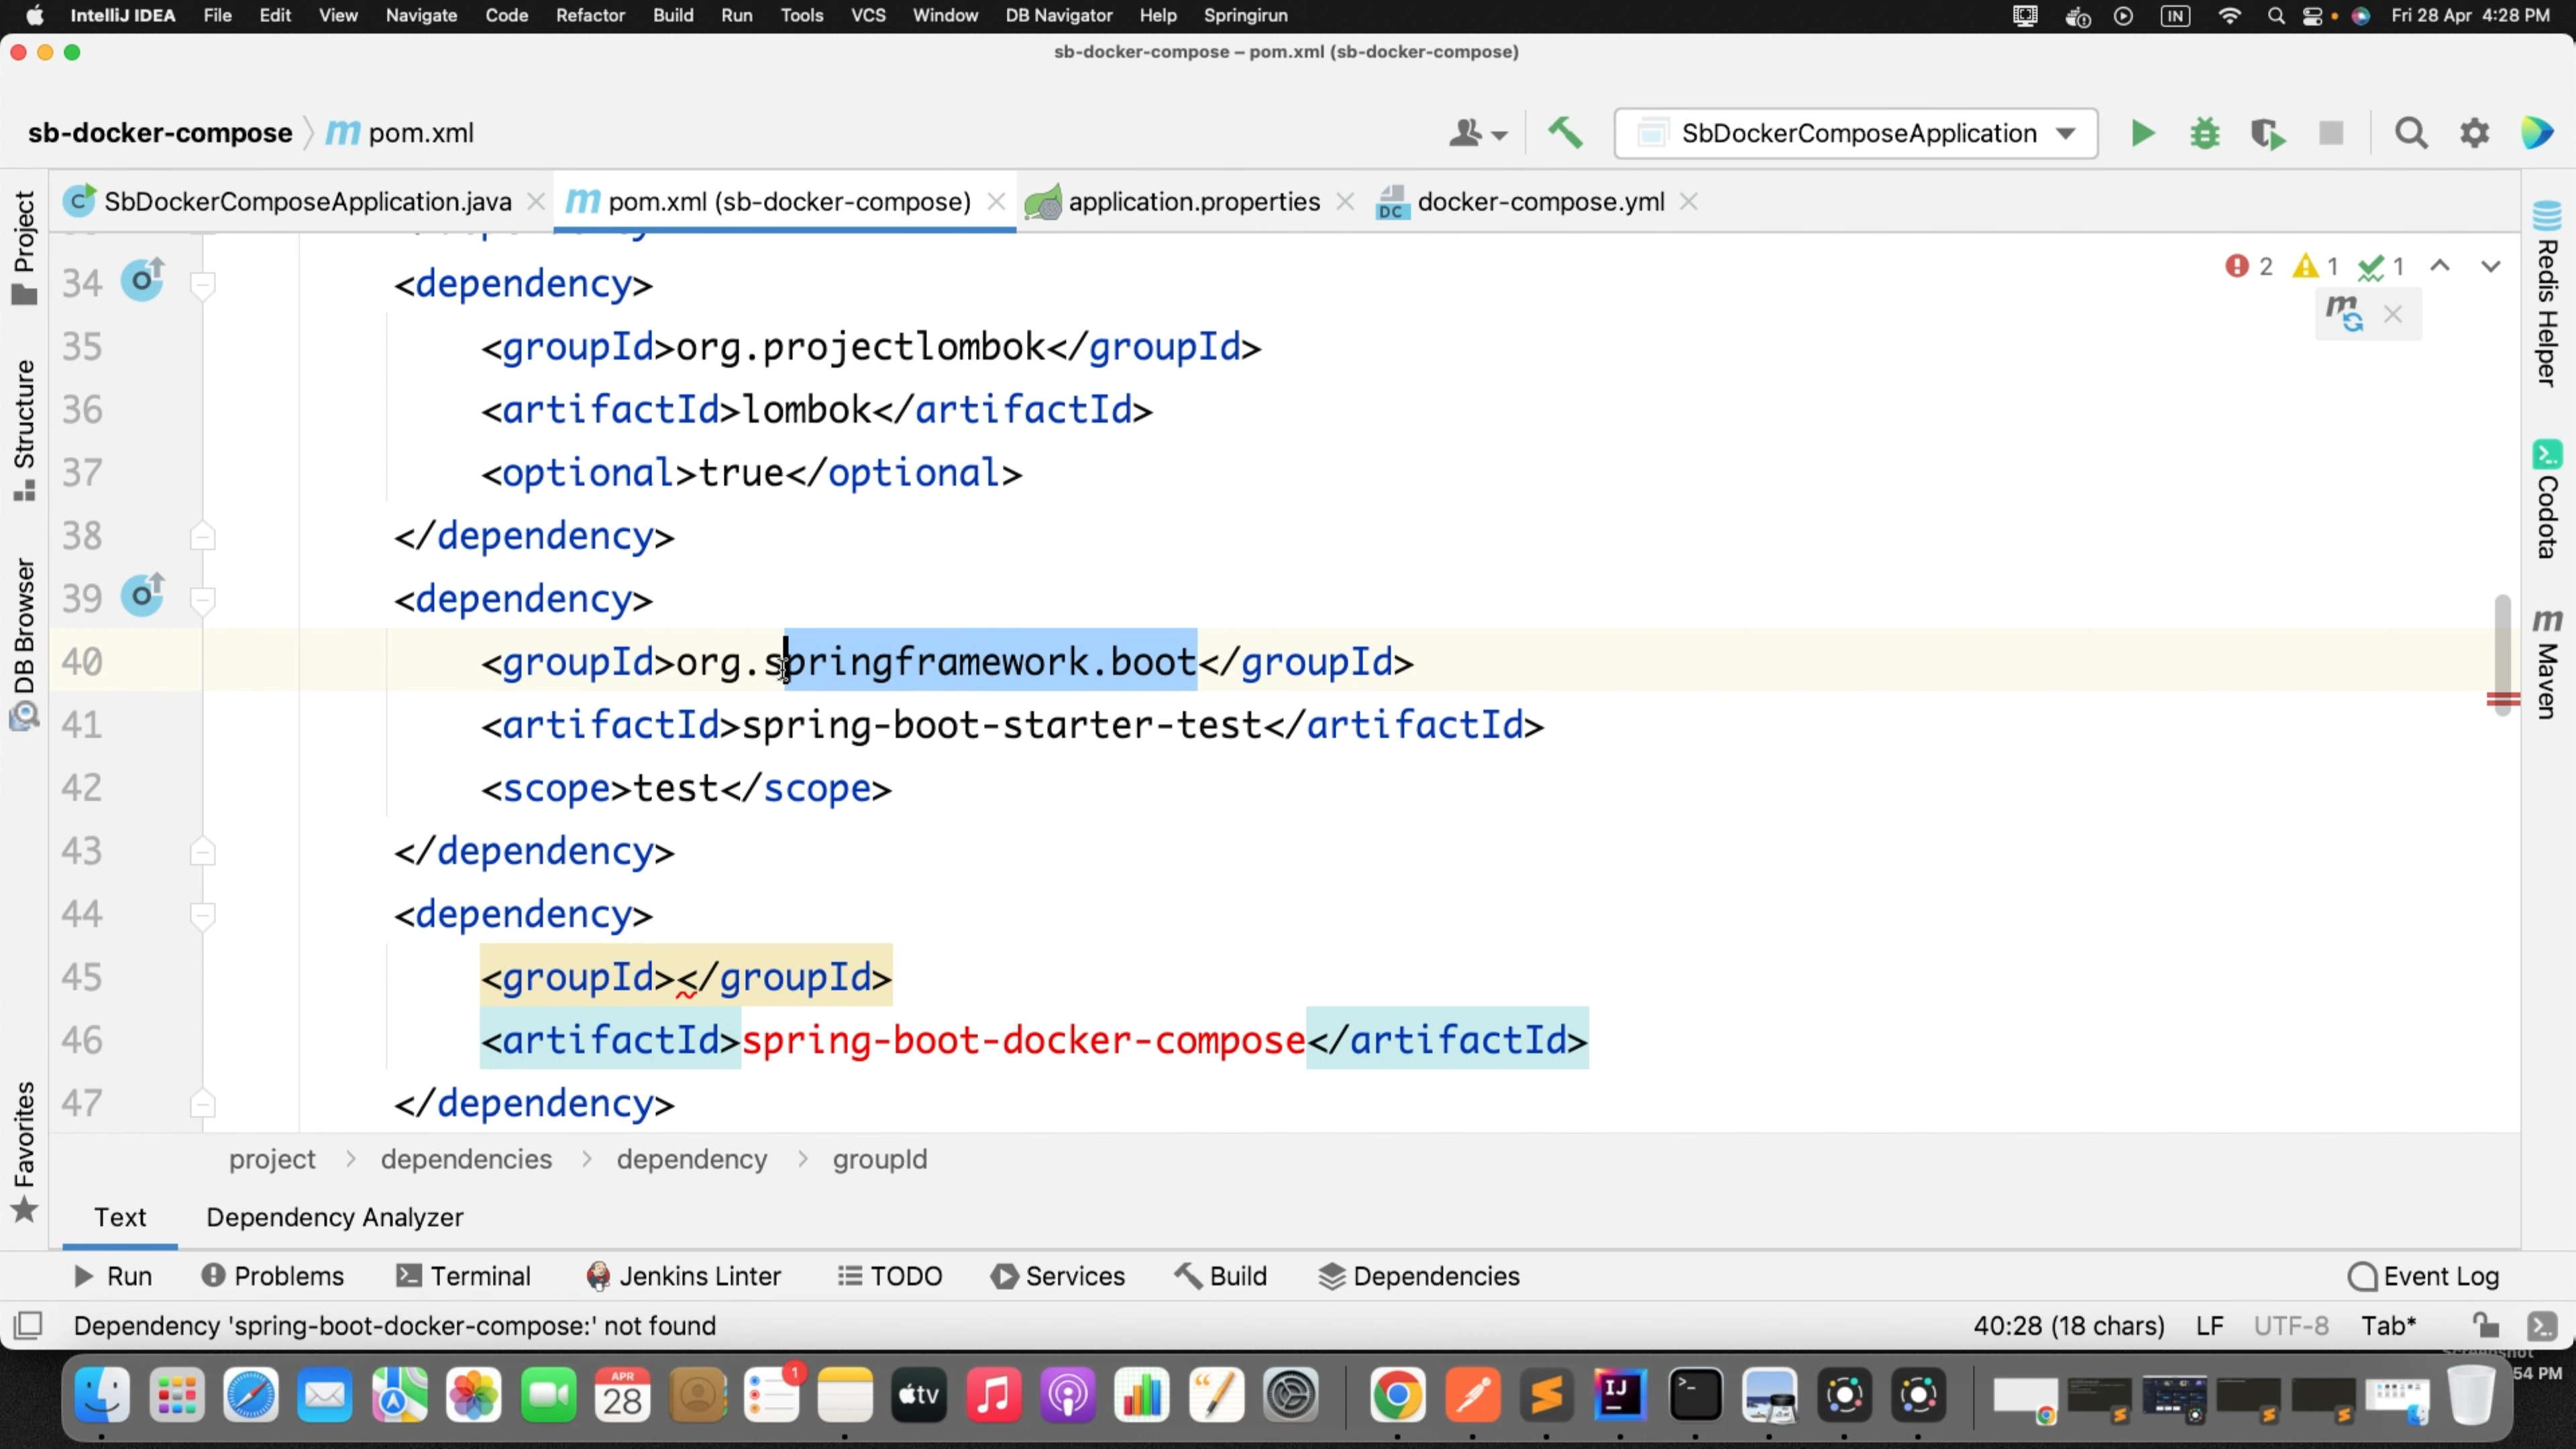 IntelliJ IDEA File Edit View Navigate Code Refactor Build Run Tools VCS Window DB Navigator Help Springirun IN Fri 28 Apr 4:28 PM
sb-docker-compose – pom.xml (sb-docker-compose)
sb-docker-compose m pom.xml SbDockerComposeApplication
C SbDockerComposeApplication.java m pom.xml (sb-docker-compose) application.properties DC docker-compose.yml
Project
Structure
DB Browser
Favorites
2 1 1
34 <dependency>
35 <groupId>org.projectlombok</groupId>
36 <artifactId>lombok</artifactId>
37 <optional>true</optional>
38 </dependency>
39 <dependency>
40 <groupId>org.springframework.boot</groupId>
41 <artifactId>spring-boot-starter-test</artifactId>
42 <scope>test</scope>
43 </dependency>
44 <dependency>
45 <groupId></groupId>
46 <artifactId>spring-boot-docker-compose</artifactId>
47 </dependency>
Redis Helper
Codota
m Maven
project dependencies dependency groupId
Text Dependency Analyzer
Run Problems Terminal Jenkins Linter TODO Services Build Dependencies Event Log
Dependency 'spring-boot-docker-compose:' not found 40:28 (18 chars) LF UTF-8 Tab*
APR
28
1
tv
IJ
54 PM